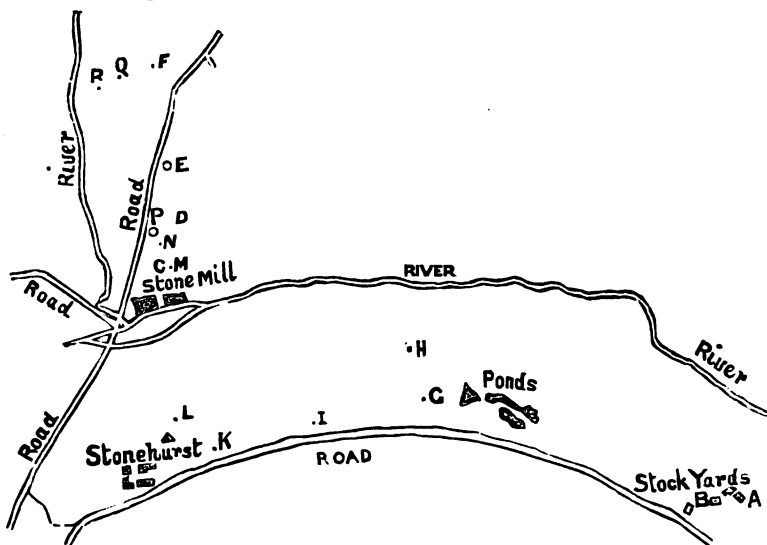 R Q F
River
E
Road
P D
N
C M
Stone Mill
RIVER
Road
H
River
Ponds
G
L
I
Road
Stonehurst K
ROAD
Stock Yards
B A